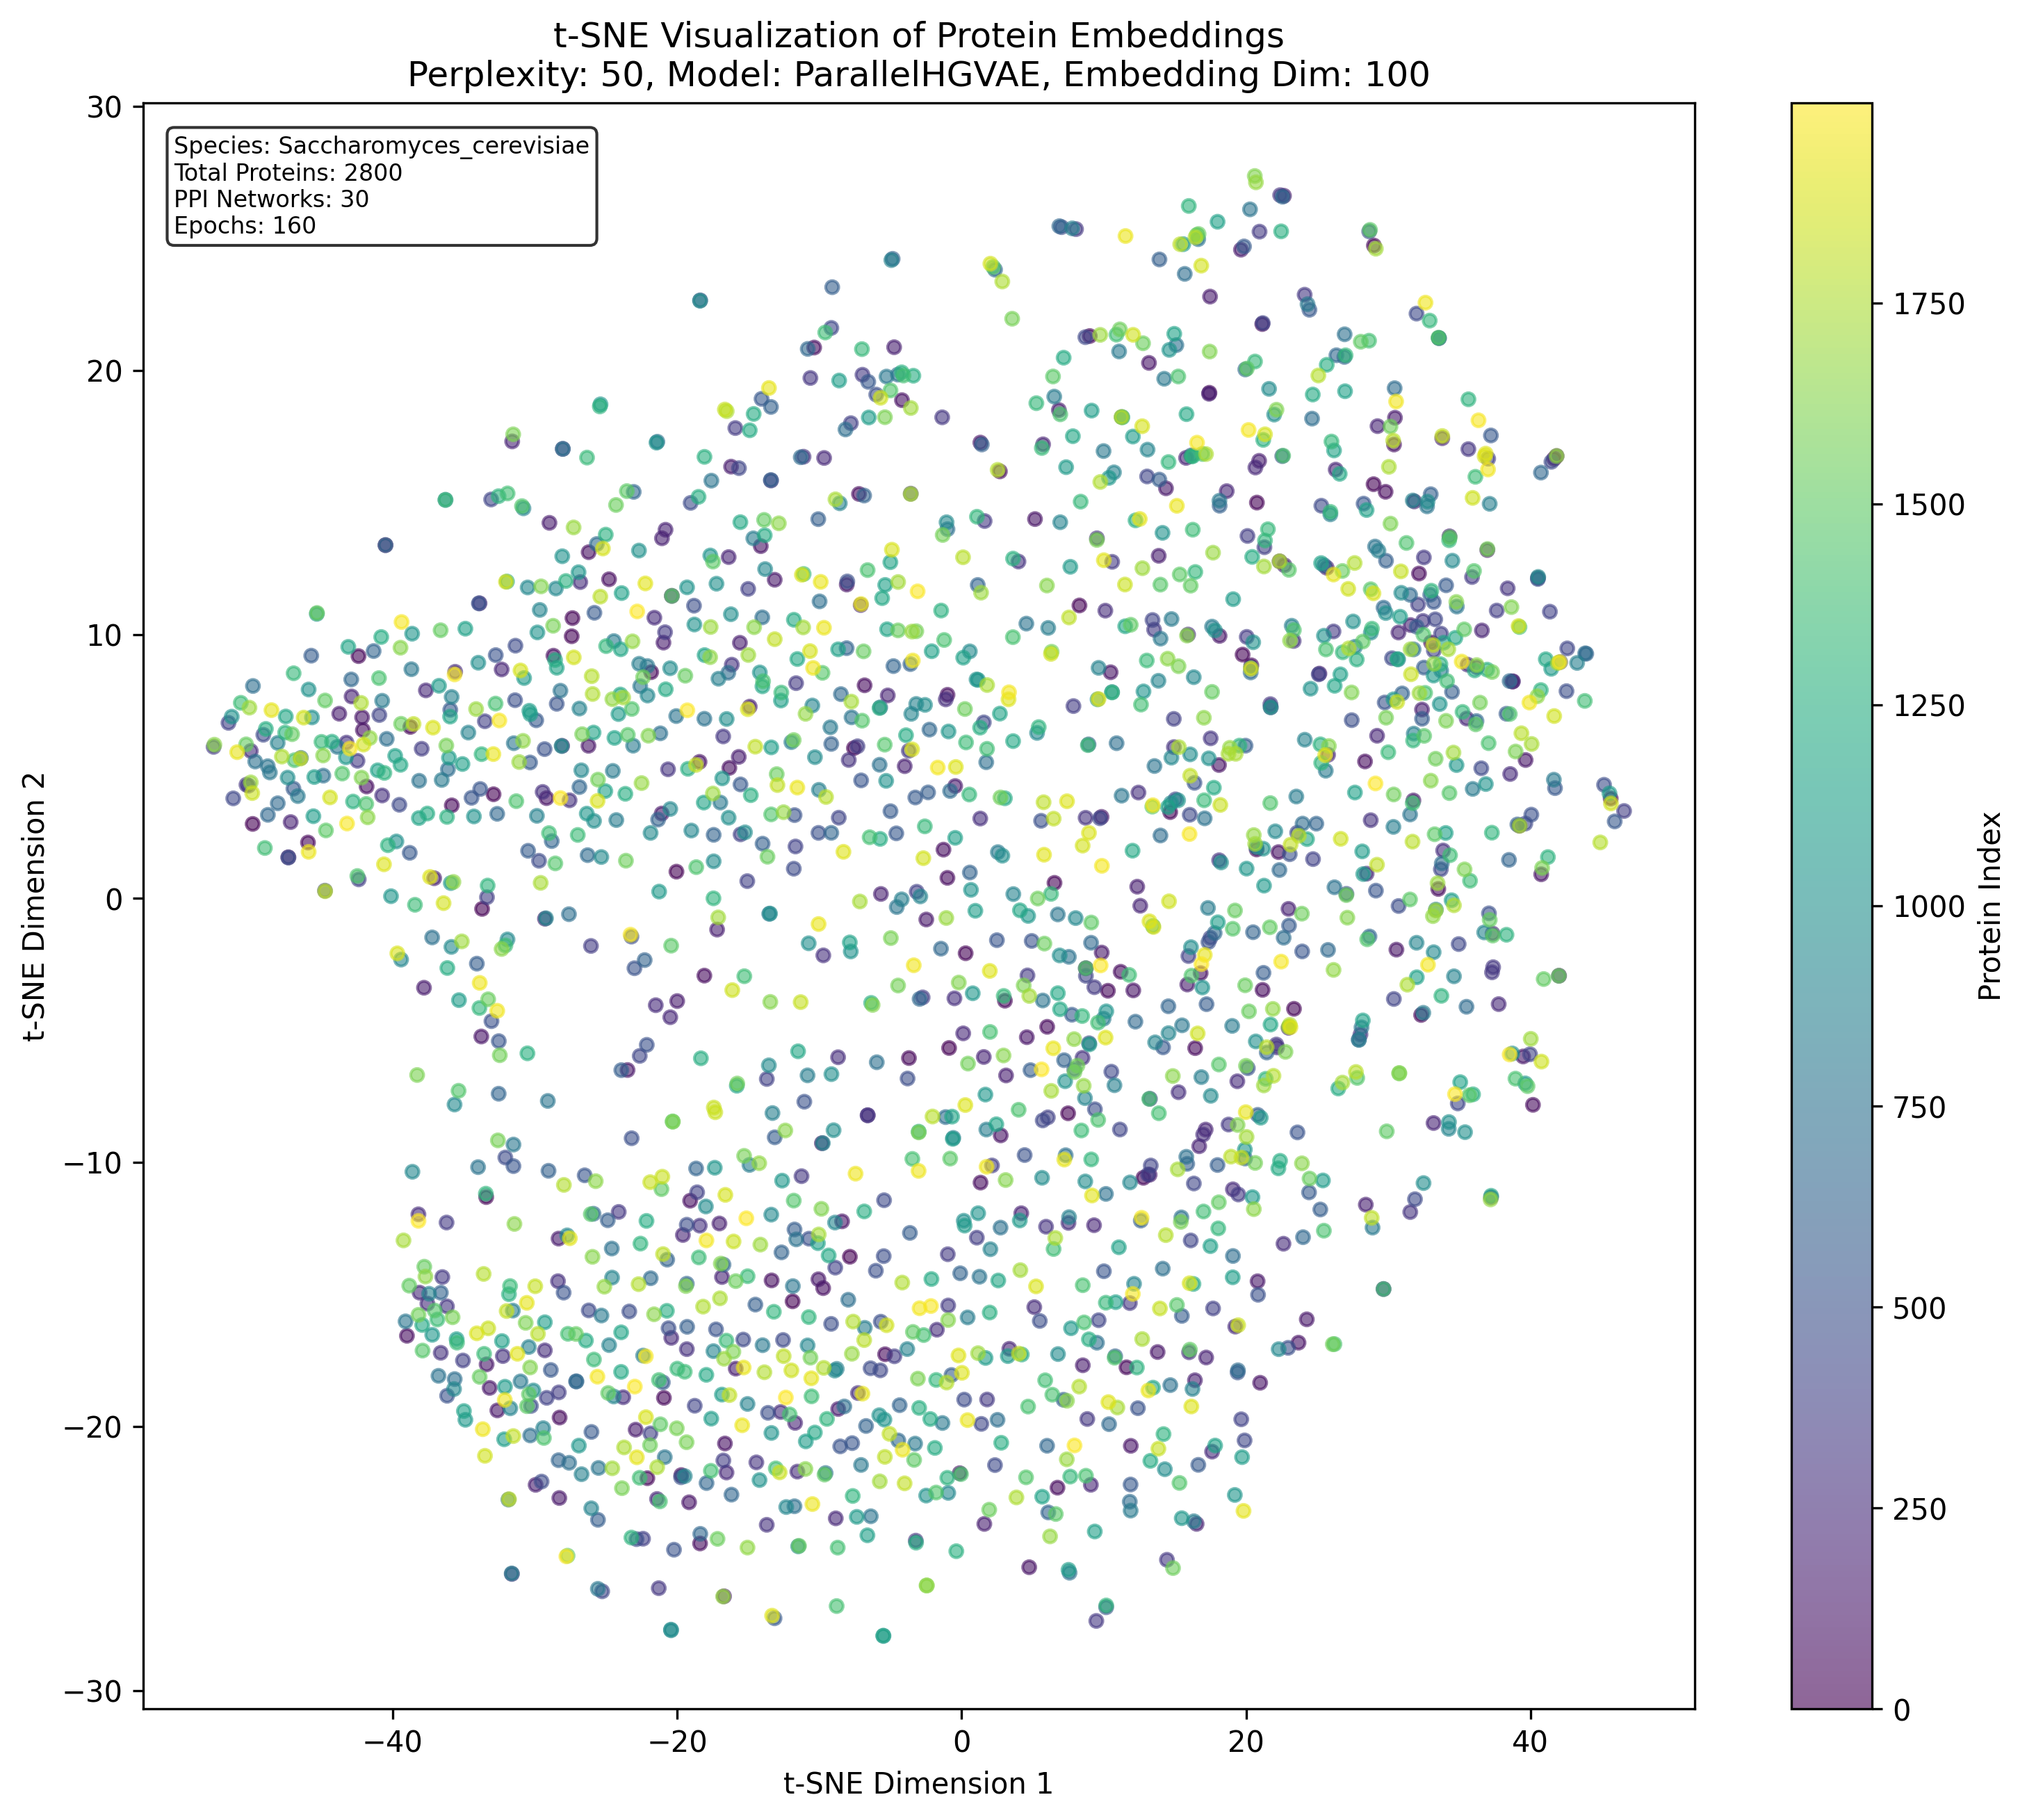 t-SNE Visualization of Protein Embeddings
Perplexity: 50, Model: ParallelHGVAE, Embedding Dim: 100
Species: Saccharomyces_cerevisiae
Total Proteins: 2800
PPI Networks: 30
Epochs: 160
30
20
10
0
−10
−20
−30
t-SNE Dimension 2
−40
−20
0
20
40
t-SNE Dimension 1
1750
1500
1250
1000
750
500
250
0
Protein Index